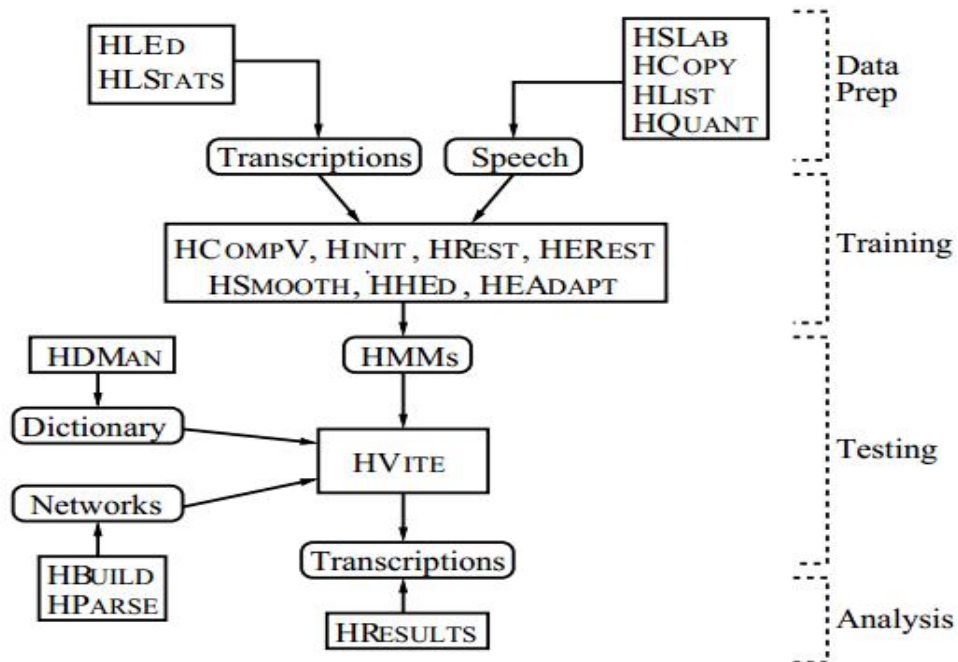 HLED
HLSTATS
HSLAB
HCOPY
HLIST
HQUANT
Data
Prep
Transcriptions
Speech
HCOMPV, HINIT, HREST, HEREST
HSMOOTH, HHED, HEADAPT
Training
HDMAN
HMMs
Dictionary
HVITE
Testing
Networks
Transcriptions
HBUILD
HPARSE
HRESULTS
Analysis